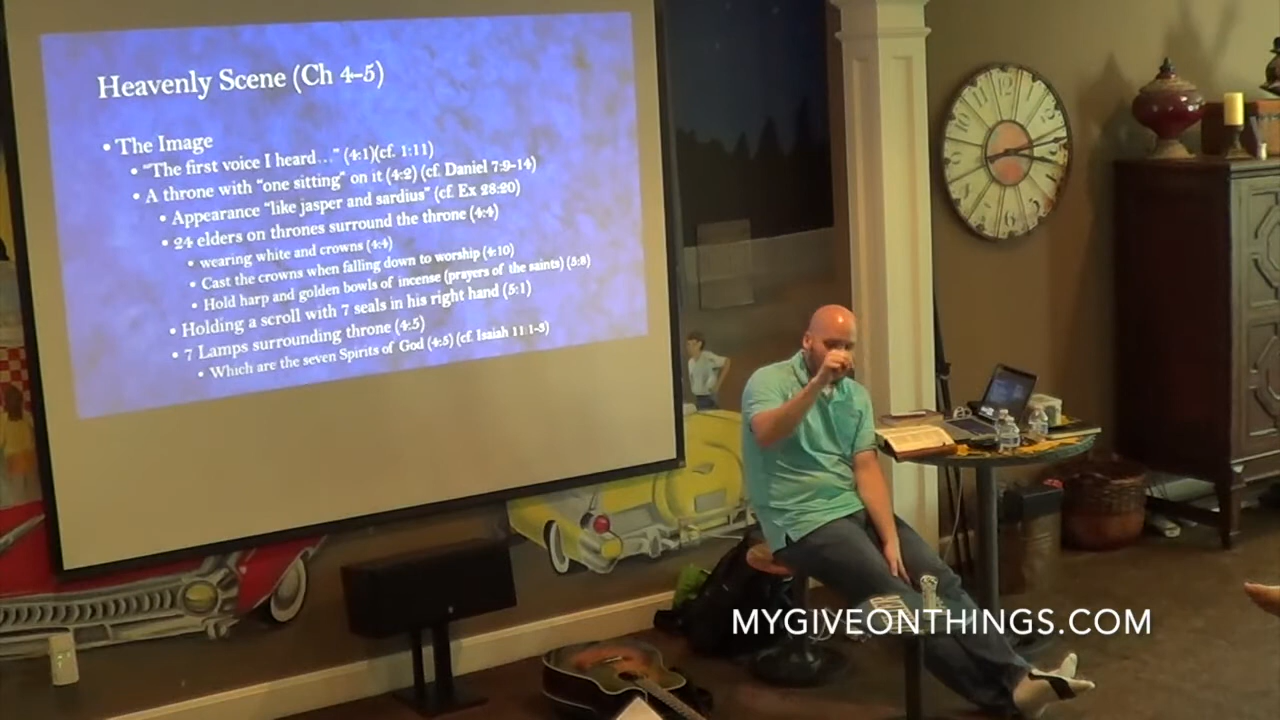 Heavenly Scene (Ch 4–5)
• The Image
• "The first voice I heard…" (4:1)(cf. 1:11)
• A throne with "one sitting" on it (4:2) (cf. Daniel 7:9-14)
• Appearance "like jasper and sardius" (cf. Ex 28:20)
• 24 elders on thrones surround the throne (4:4)
• wearing white and crowns (4:4)
• Cast the crowns when falling down to worship (4:10)
• Hold harp and golden bowls of incense (prayers of the saints) (5:8)
• Holding a scroll with 7 seals in his right hand (5:1)
• 7 Lamps surrounding throne (4:5)
• Which are the seven Spirits of God (4:5) (cf. Isaiah 11:1-3)
MYGIVEONTHINGS.COM